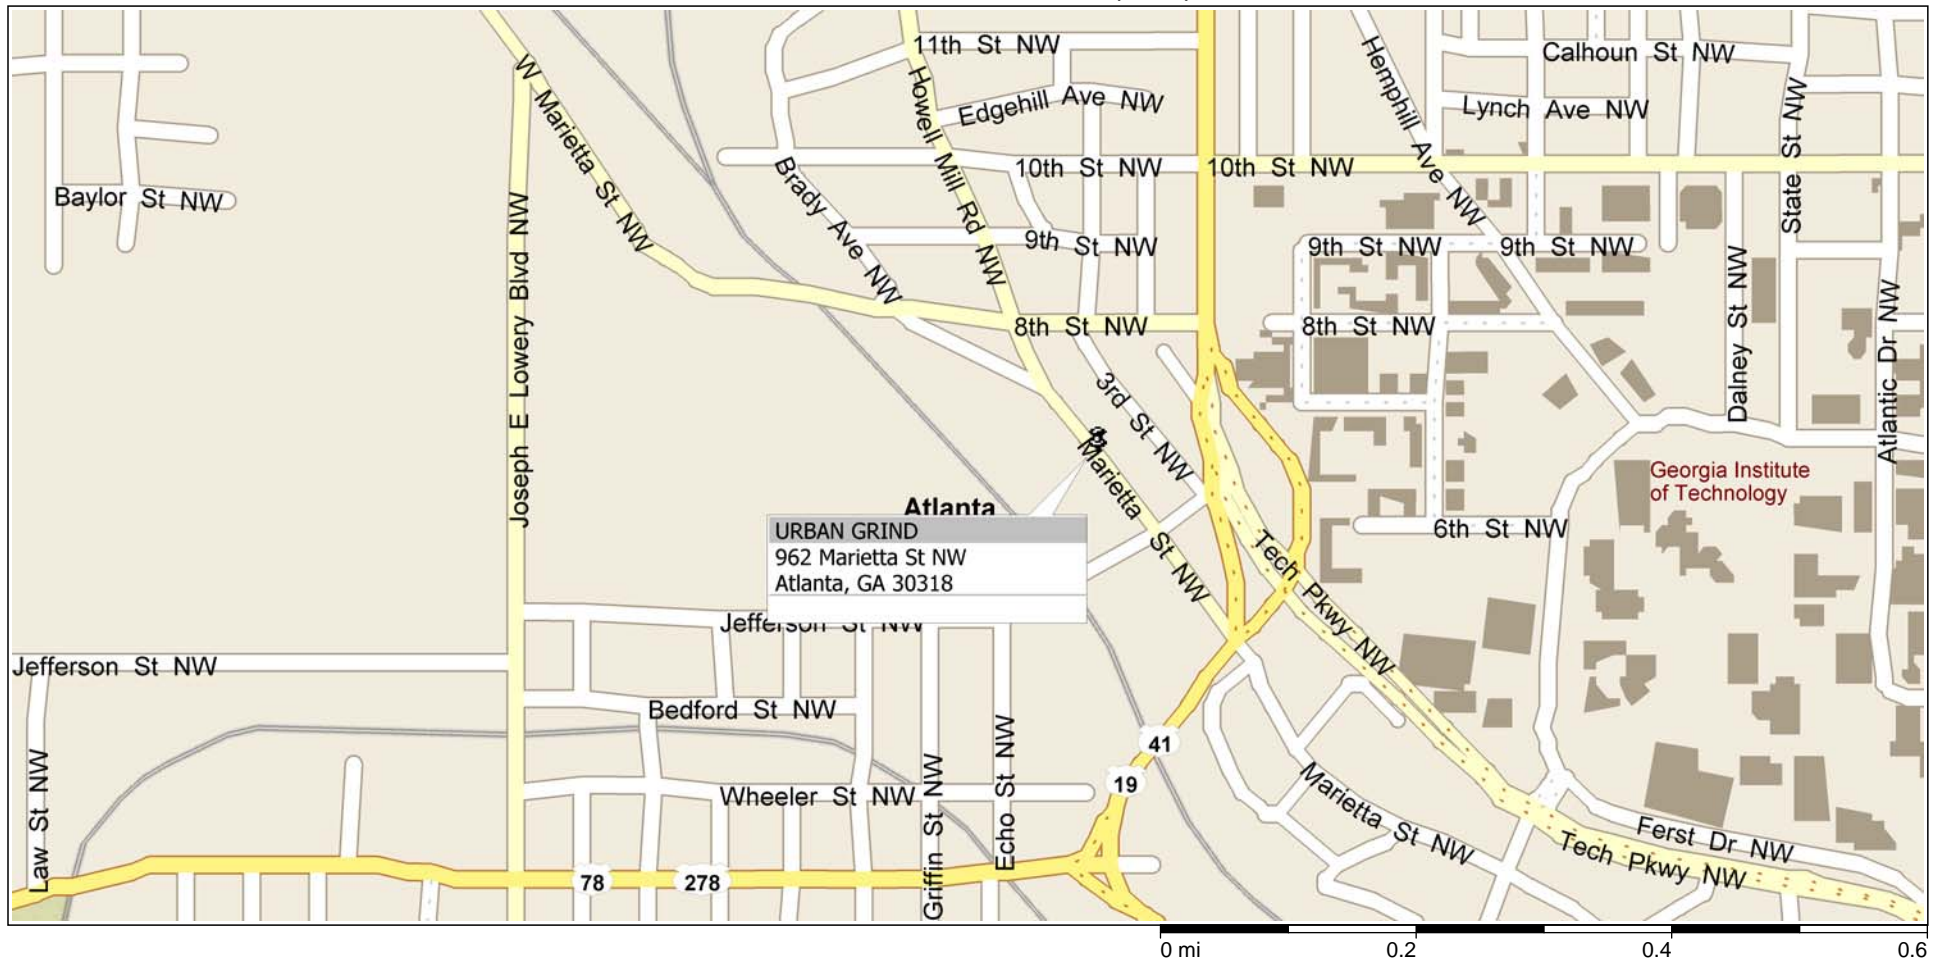 11th St NW
Calhoun St NW
W Marietta St NW
Howell Mill Rd NW
Hemphill Ave NW
Edgehill Ave NW
Lynch Ave NW
State St NW
10th St NW
10th St NW
Brady Ave NW
Baylor St NW
Joseph E Lowery Blvd NW
9th St NW
9th St NW
9th St NW
Dalney St NW
Atlantic Dr NW
8th St NW
8th St NW
3rd St NW
Marietta St NW
Georgia Institute
of Technology
Atlanta
URBAN GRIND
962 Marietta St NW
Atlanta, GA 30318
6th St NW
Tech Pkwy NW
Jefferson St NW
Jefferson St NW
Bedford St NW
41
19
Wheeler St NW
Law St NW
Griffin St NW
Echo St NW
Marietta St NW
Ferst Dr NW
Tech Pkwy NW
78
278
0 mi
0.2
0.4
0.6